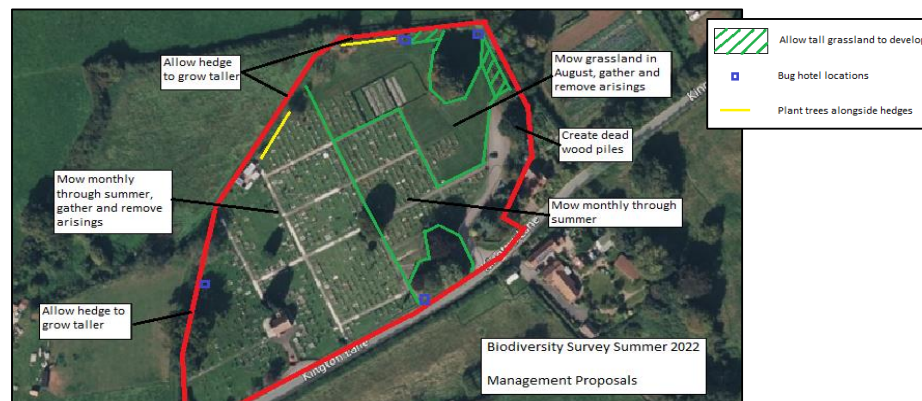 Allow hedge
to grow taller
Mow grassland in
August, gather and
remove arisings
Create dead
wood piles
Mow monthly
through summer,
gather and remove
arisings
Mow monthly through
summer
Allow hedge to
grow taller
Kington Lane
Biodiversity Survey Summer 2022
Management Proposals
Allow tall grassland to develop
Bug hotel locations
Plant trees alongside hedges